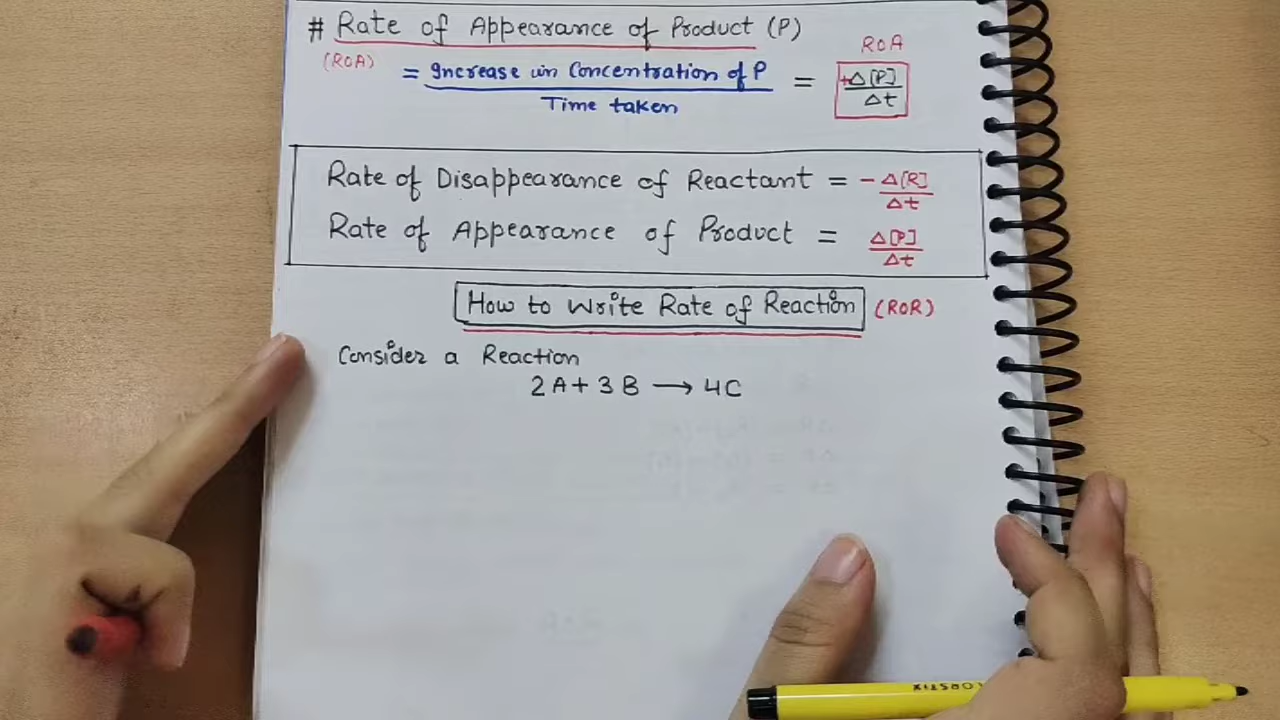 # Rate of Appearance of Product (P)
(ROA)
= Increase in Concentration of P / Time taken = +Δ[P] / Δt
ROA
Rate of Disappearance of Reactant = - Δ[R] / Δt
Rate of Appearance of Product = Δ[P] / Δt
How to Write Rate of Reaction (ROR)
Consider a Reaction
2A + 3B → 4C